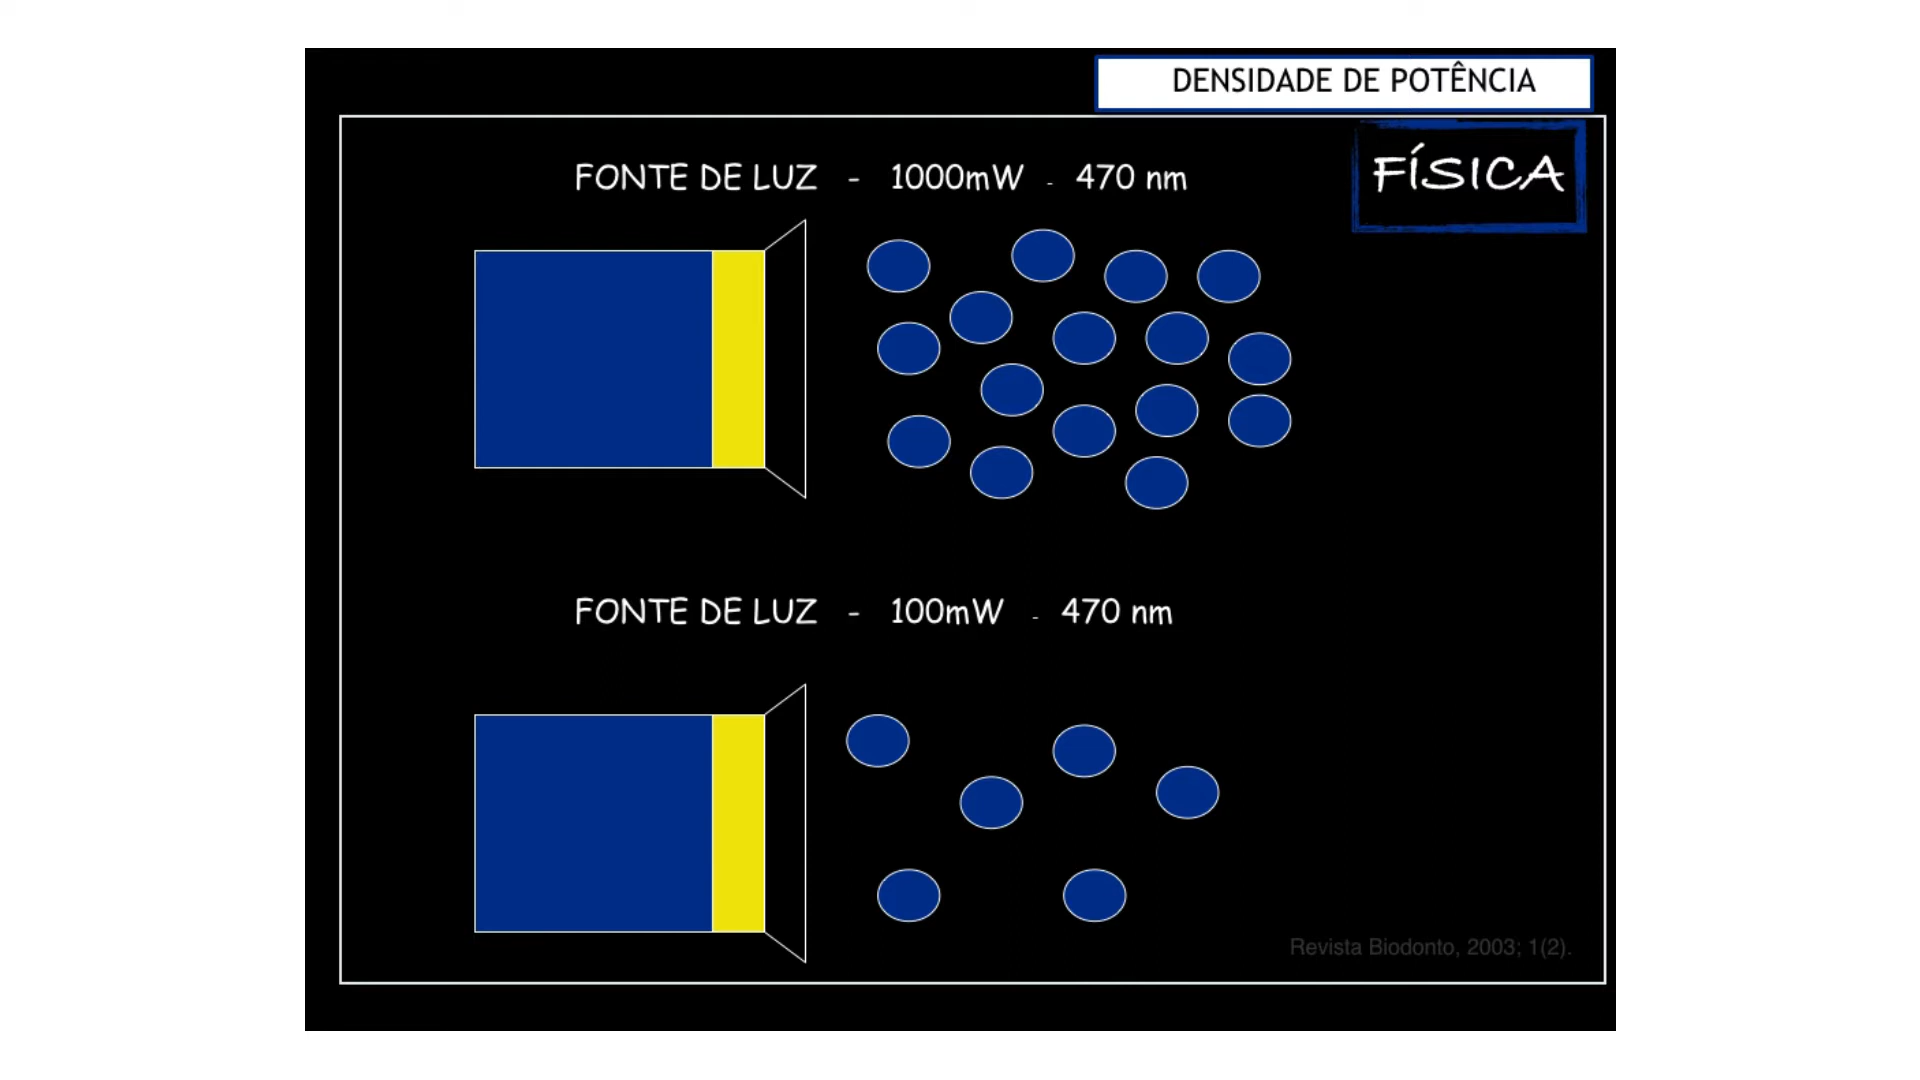 DENSIDADE DE POTÊNCIA
FÍSICA
FONTE DE LUZ - 1000mW - 470 nm
FONTE DE LUZ - 100mW - 470 nm
Revista Biodonto, 2003; 1(2).